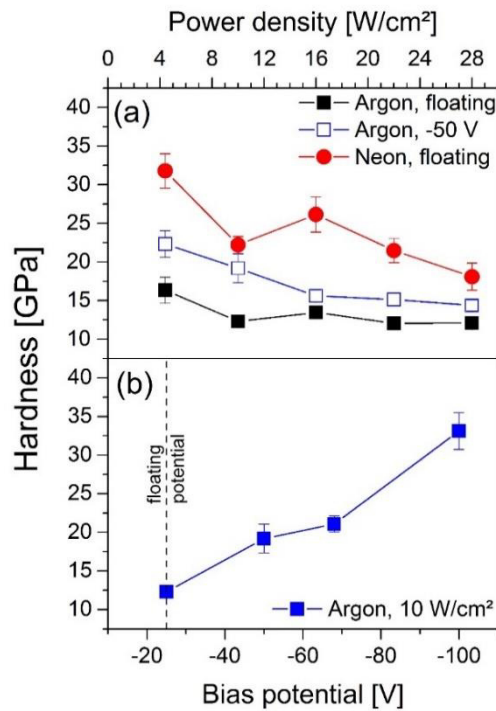 Power density [W/cm²]
4 8 12 16 20 24 28
(a)
Argon, floating
Argon, -50 V
Neon, floating
40
35
30
25
20
15
10
Hardness [GPa]
(b)
floating
potential
40
35
30
25
20
15
10
Argon, 10 W/cm²
-20 -40 -60 -80 -100
Bias potential [V]